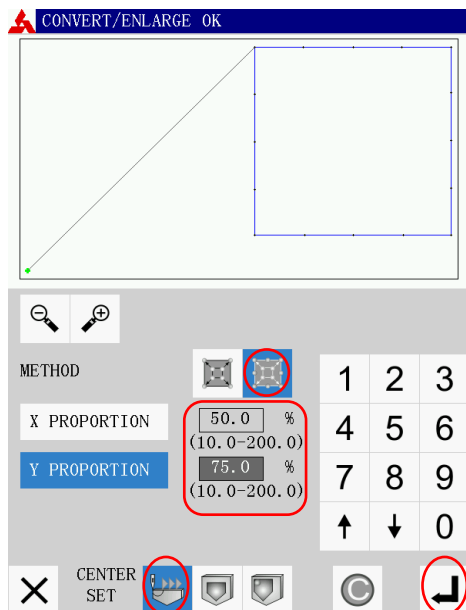 CONVERT/ENLARGE OK
METHOD
X PROPORTION 50.0 %
(10.0-200.0)
Y PROPORTION 75.0 %
(10.0-200.0)
1 2 3
4 5 6
7 8 9
0
CENTER
SET
C